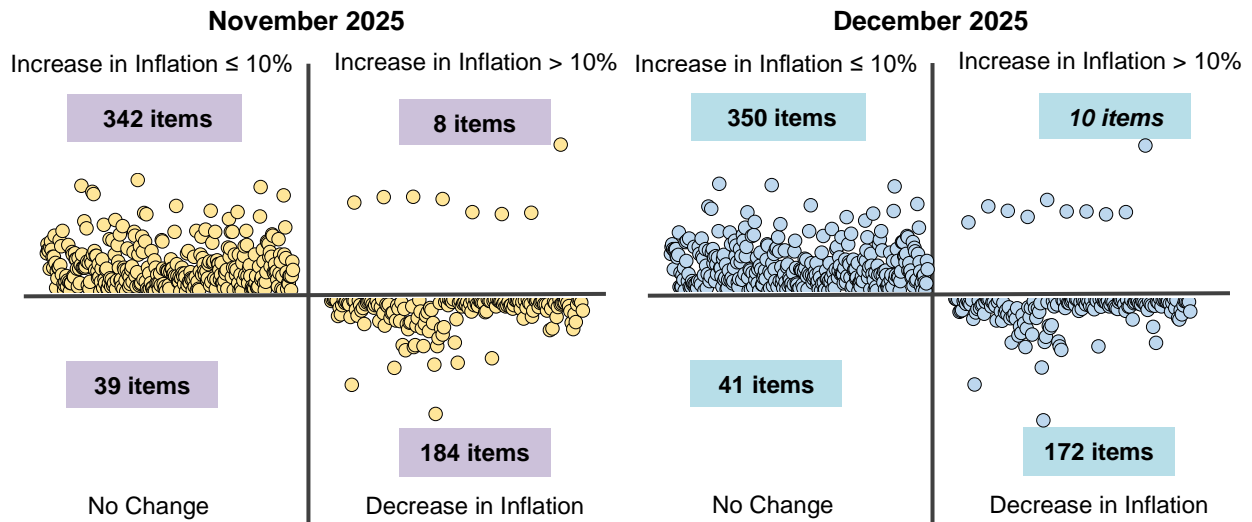 November 2025
Increase in Inflation ≤ 10%
Increase in Inflation > 10%
342 items
8 items
39 items
184 items
No Change
Decrease in Inflation
December 2025
Increase in Inflation ≤ 10%
Increase in Inflation > 10%
350 items
10 items
41 items
172 items
No Change
Decrease in Inflation